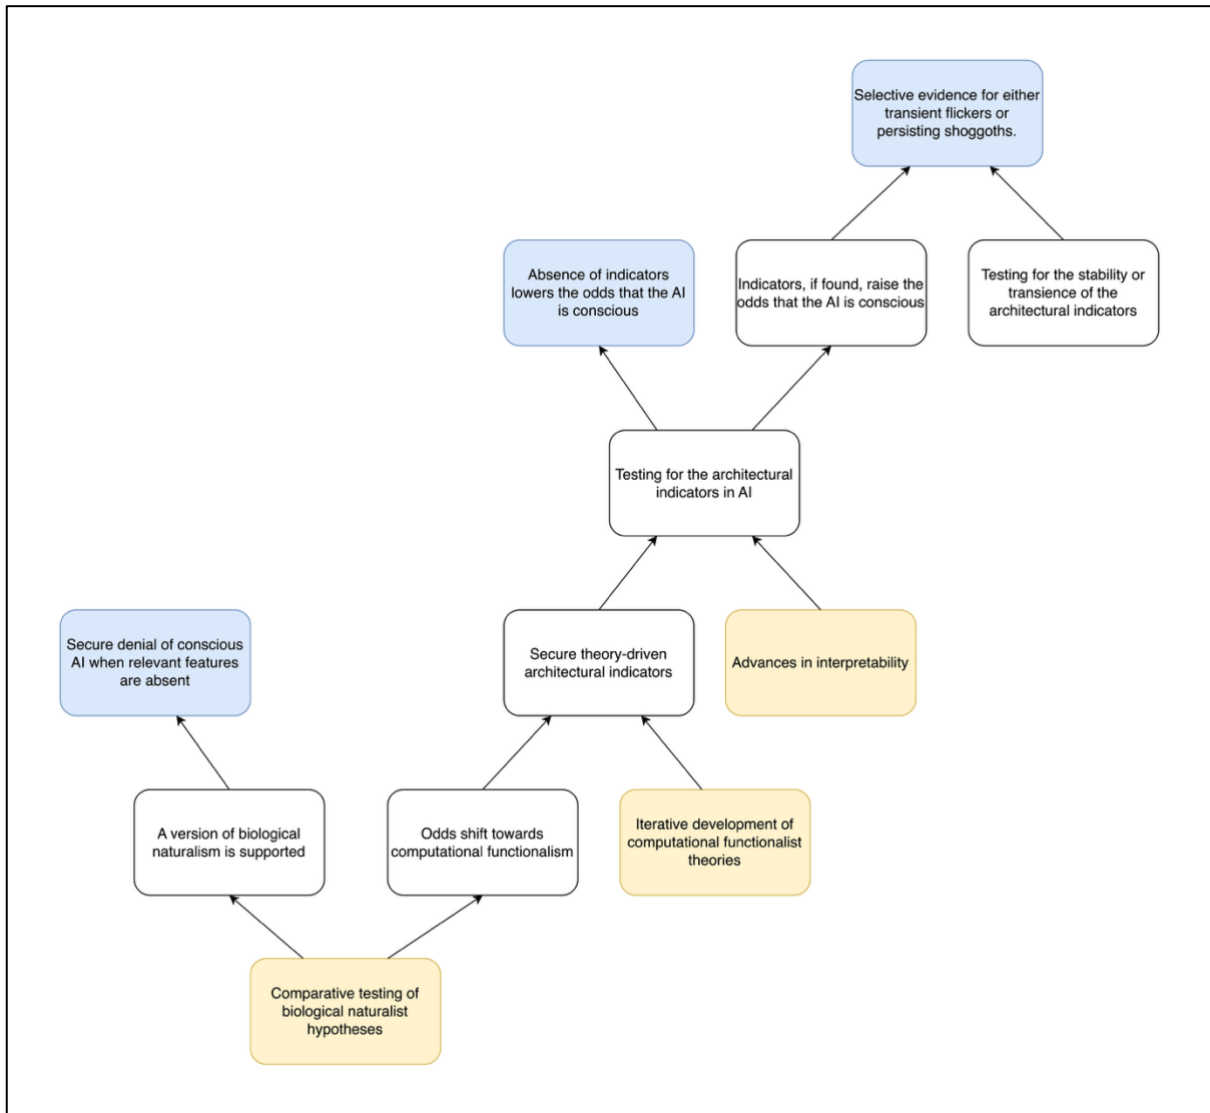 Selective evidence for either
transient flickers or
persisting shoggoths.
Absence of indicators
lowers the odds that the AI
is conscious
Indicators, if found, raise the
odds that the AI is conscious
Testing for the stability or
transience of the
architectural indicators
Testing for the architectural
indicators in AI
Secure denial of conscious
AI when relevant features
are absent
Secure theory-driven
architectural indicators
Advances in interpretability
A version of biological
naturalism is supported
Odds shift towards
computational functionalism
Iterative development of
computational functionalist
theories
Comparative testing of
biological naturalist
hypotheses